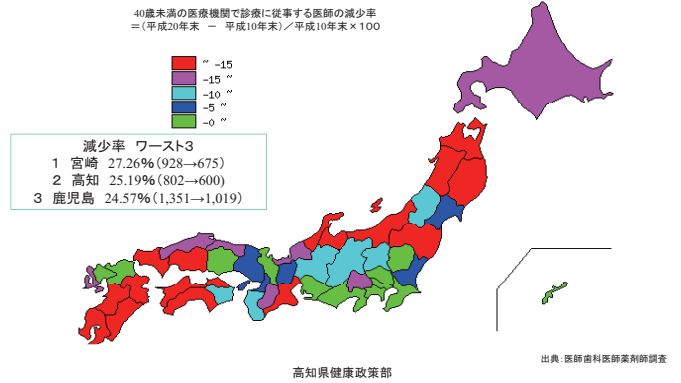 40歳未満の医療機関で診療に従事する医師の減少率
＝（平成20年末　－　平成10年末）／平成10年末×１００
~ -15
-15 ~
-10 ~
-5 ~
-0 ~
減少率　ワースト３
１　宮崎　27.26％（928→675）
２　高知　25.19％（802→600）
３　鹿児島　24.57％（1,351→1,019）
出典：医師歯科医師薬剤師調査
高知県健康政策部